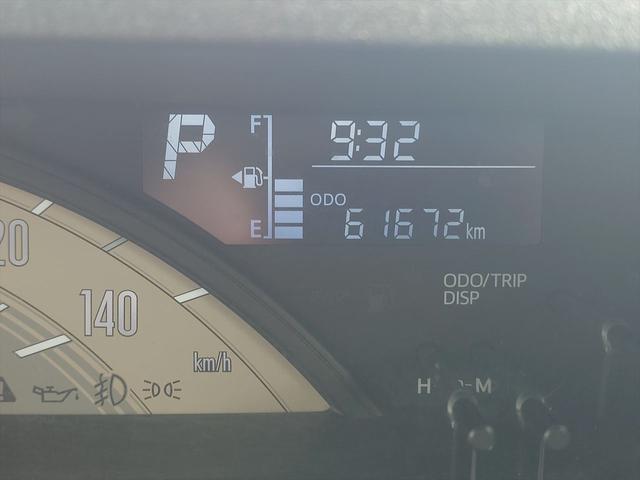 P
F
9:32
ODO
E
61672km
20
140
km/h
ODO/TRIP
DISP
H
M